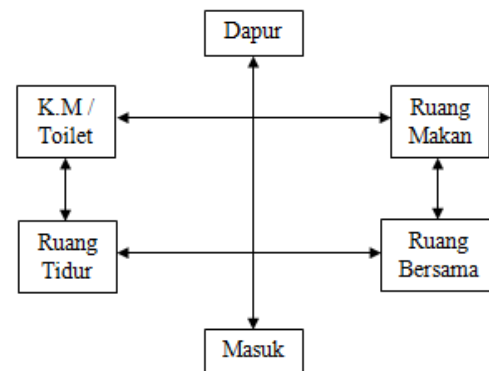 Dapur
K.M /
Toilet
Ruang
Makan
Ruang
Tidur
Ruang
Bersama
Masuk